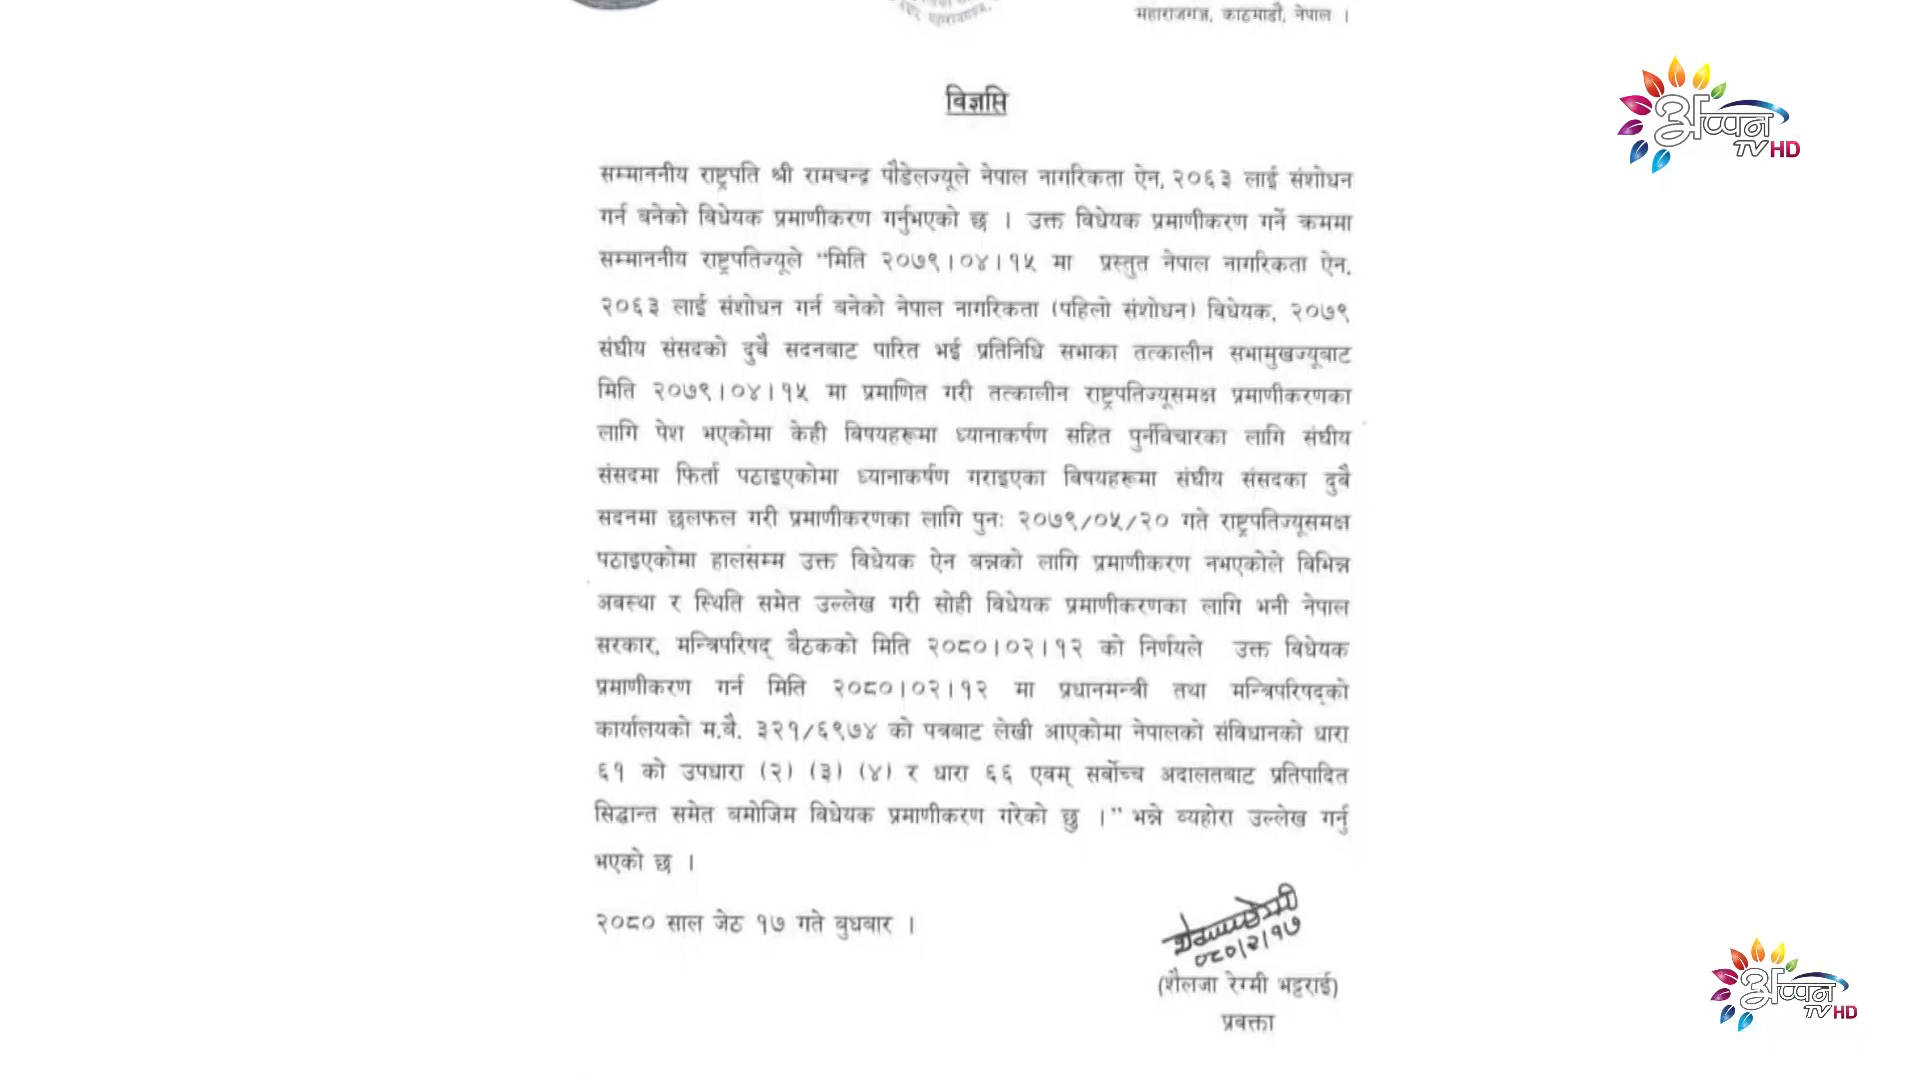 महाराजगञ्ज, काठमाडौं, नेपाल ।
विज्ञप्ति
अप्पन
TV HD
सम्माननीय राष्ट्रपति श्री रामचन्द्र पौडेलज्यूले नेपाल नागरिकता ऐन, २०६३ लाई संशोधन
गर्न बनेको विधेयक प्रमाणीकरण गर्नुभएको छ । उक्त विधेयक प्रमाणीकरण गर्ने क्रममा
सम्माननीय राष्ट्रपतिज्यूले “मिति २०७९।०४।१५ मा प्रस्तुत नेपाल नागरिकता ऐन,
२०६३ लाई संशोधन गर्न बनेको नेपाल नागरिकता (पहिलो संशोधन) विधेयक, २०७९
संघीय संसदको दुबै सदनबाट पारित भई प्रतिनिधि सभाका तत्कालीन सभामुखज्यूबाट
मिति २०७९।०४।१५ मा प्रमाणित गरी तत्कालीन राष्ट्रपतिज्यूसमक्ष प्रमाणीकरणका
लागि पेश भएकोमा केही विषयहरूमा ध्यानाकर्षण सहित पुर्नविचारका लागि संघीय
संसदमा फिर्ता पठाइएकोमा ध्यानाकर्षण गराइएका विषयहरूमा संघीय संसदका दुबै
सदनमा छलफल गरी प्रमाणीकरणका लागि पुनः २०७९/०५/२० गते राष्ट्रपतिज्यूसमक्ष
पठाइएकोमा हालसम्म उक्त विधेयक ऐन बन्नको लागि प्रमाणीकरण नभएकोले विभिन्न
अवस्था र स्थिति समेत उल्लेख गरी सोही विधेयक प्रमाणीकरणका लागि भनी नेपाल
सरकार, मन्त्रिपरिषद् बैठकको मिति २०८०।०२।१२ को निर्णयले उक्त विधेयक
प्रमाणीकरण गर्न मिति २०८०।०२।१२ मा प्रधानमन्त्री तथा मन्त्रिपरिषद्को
कार्यालयको म.बै. ३२१/६९७४ को पत्रबाट लेखी आएकोमा नेपालको संविधानको धारा
६१ को उपधारा (२) (३) (४) र धारा ६६ एवम् सर्वोच्च अदालतबाट प्रतिपादित
सिद्धान्त समेत बमोजिम विधेयक प्रमाणीकरण गरेको छु ।” भन्ने व्यहोरा उल्लेख गर्नु
भएको छ ।
२०८० साल जेठ १७ गते बुधबार ।
०८०/२/१७
(शैलजा रेग्मी भट्टराई)
प्रवक्ता
अप्पन
TV HD